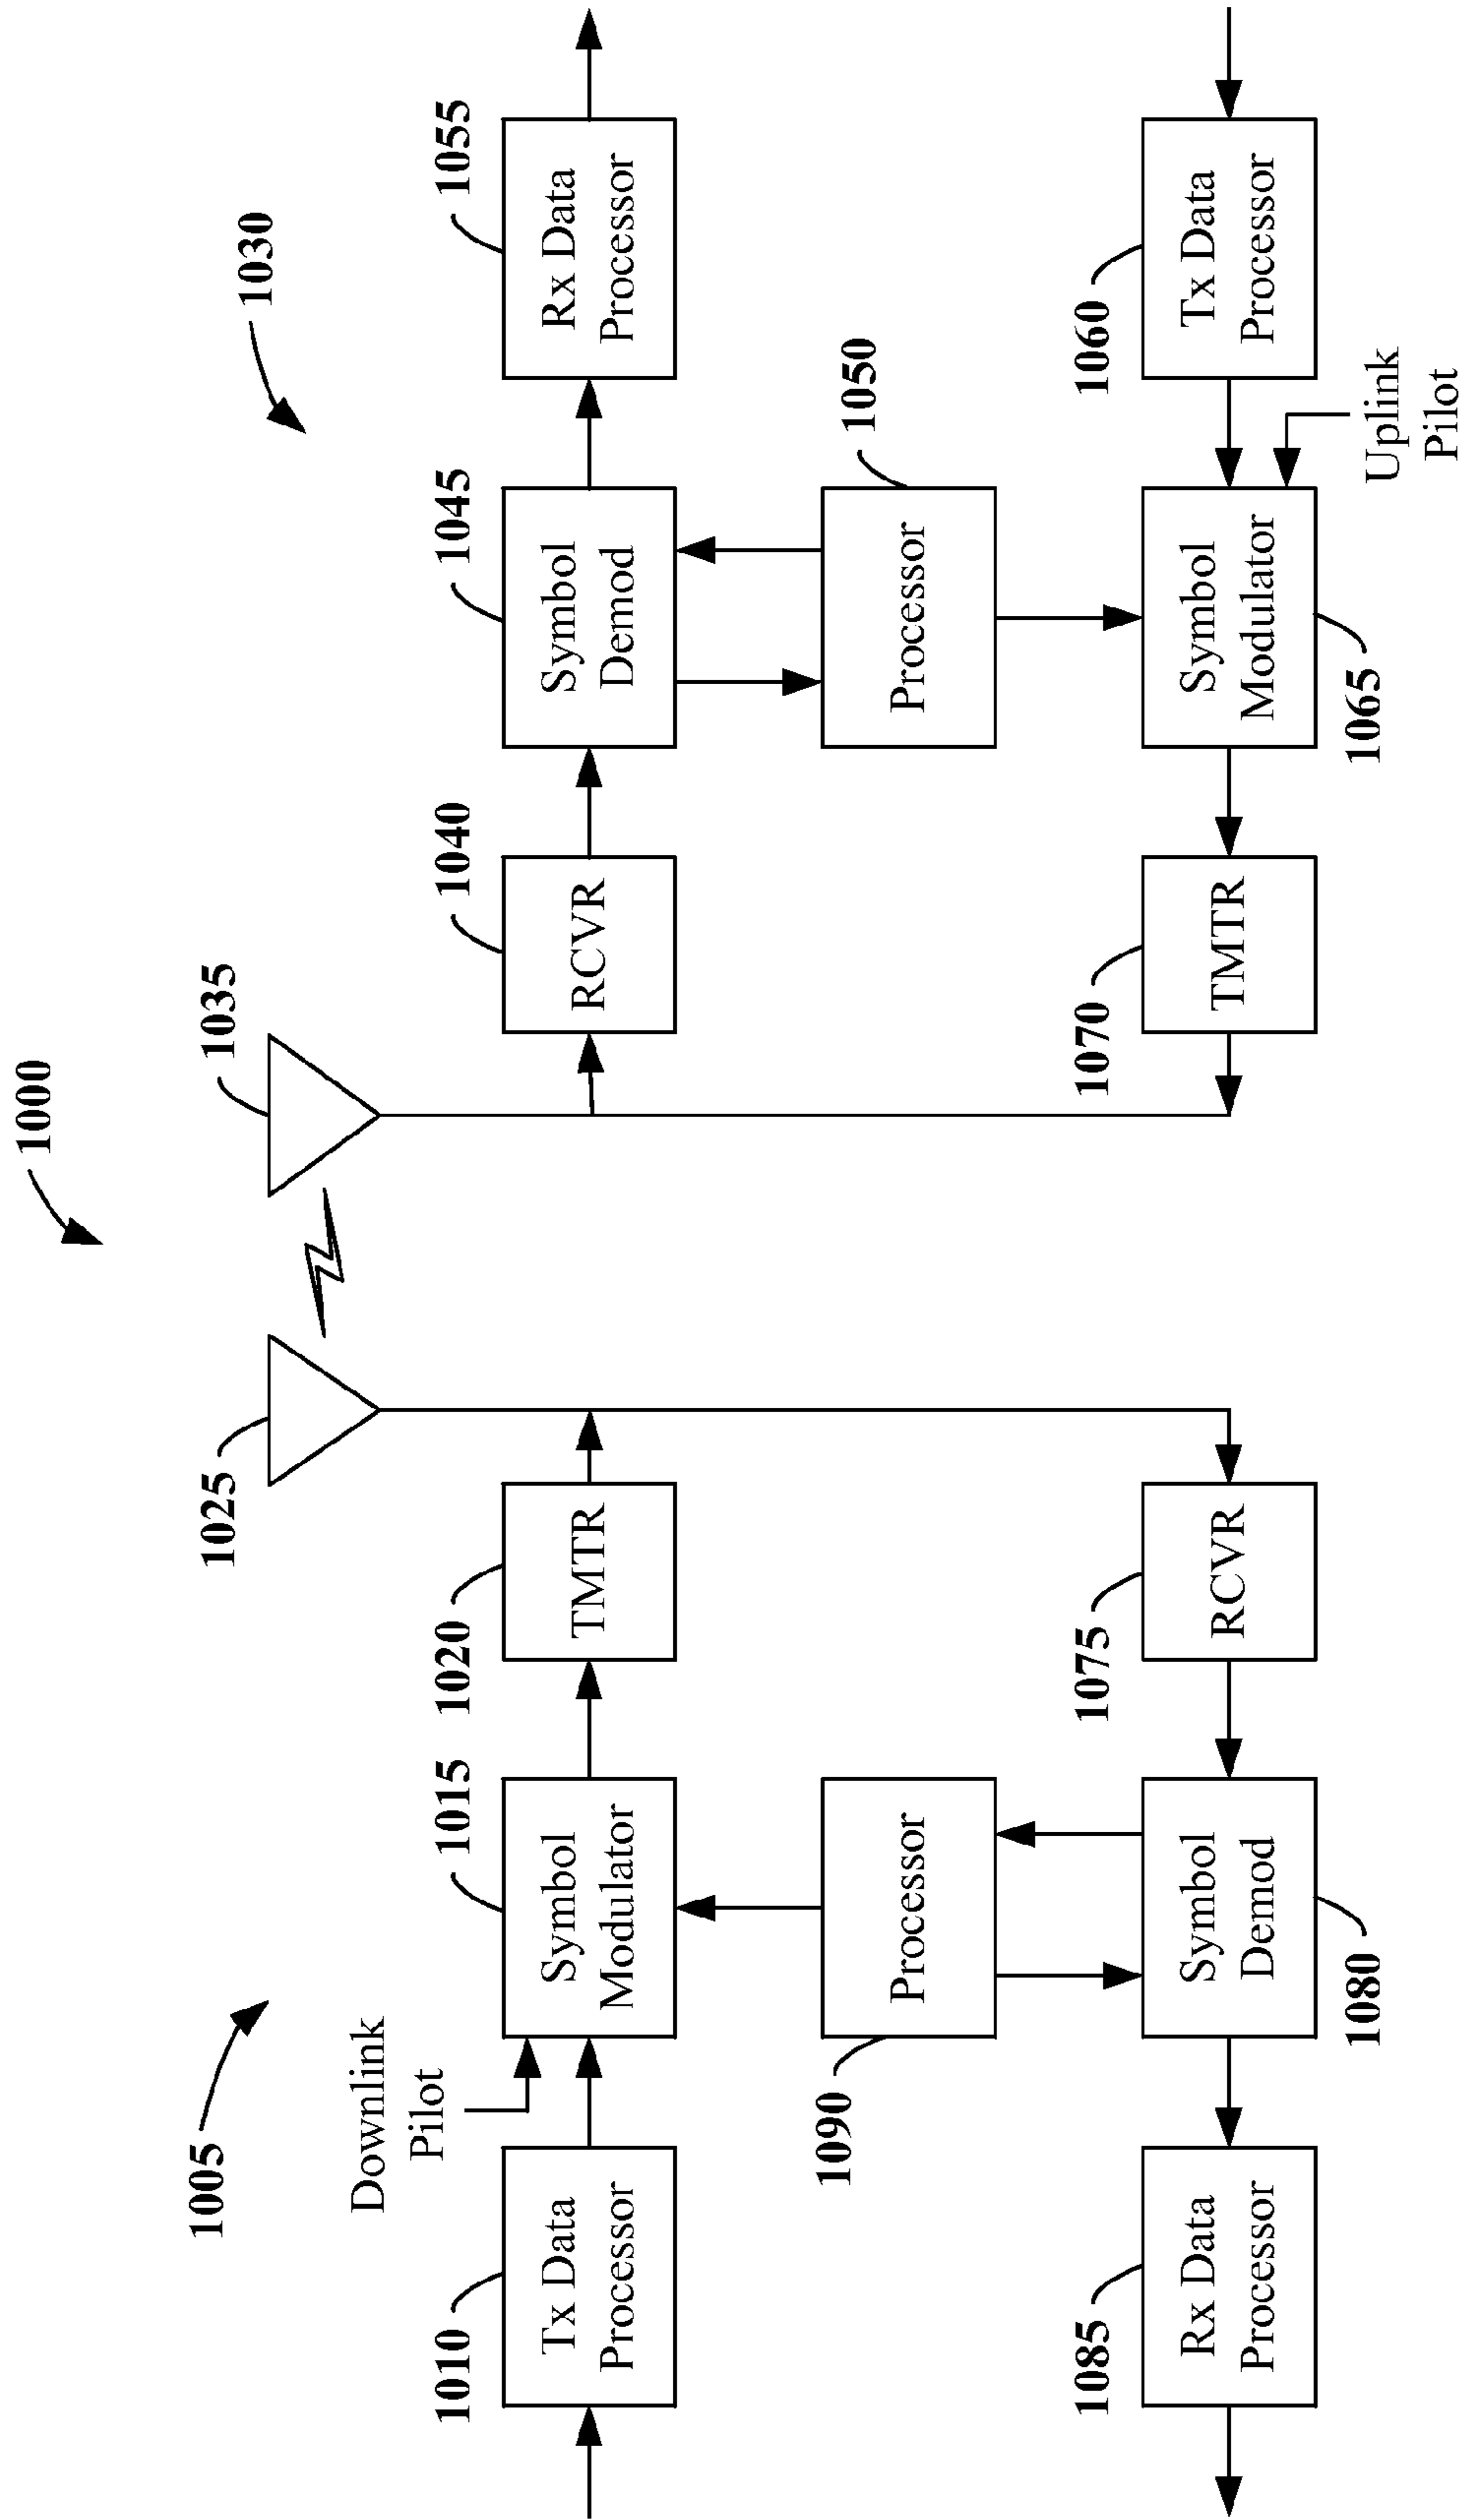 1000
1005
1030
1025
1035
Downlink
Pilot
1010
1015
1020
1040
1045
1055
Tx Data
Processor
Symbol
Modulator
TMTR
RCVR
Symbol
Demod
Rx Data
Processor
1090
1050
Processor
Processor
1085
1075
1070
1060
Rx Data
Processor
Symbol
Demod
RCVR
TMTR
Symbol
Modulator
Tx Data
Processor
1080
1065
Uplink
Pilot